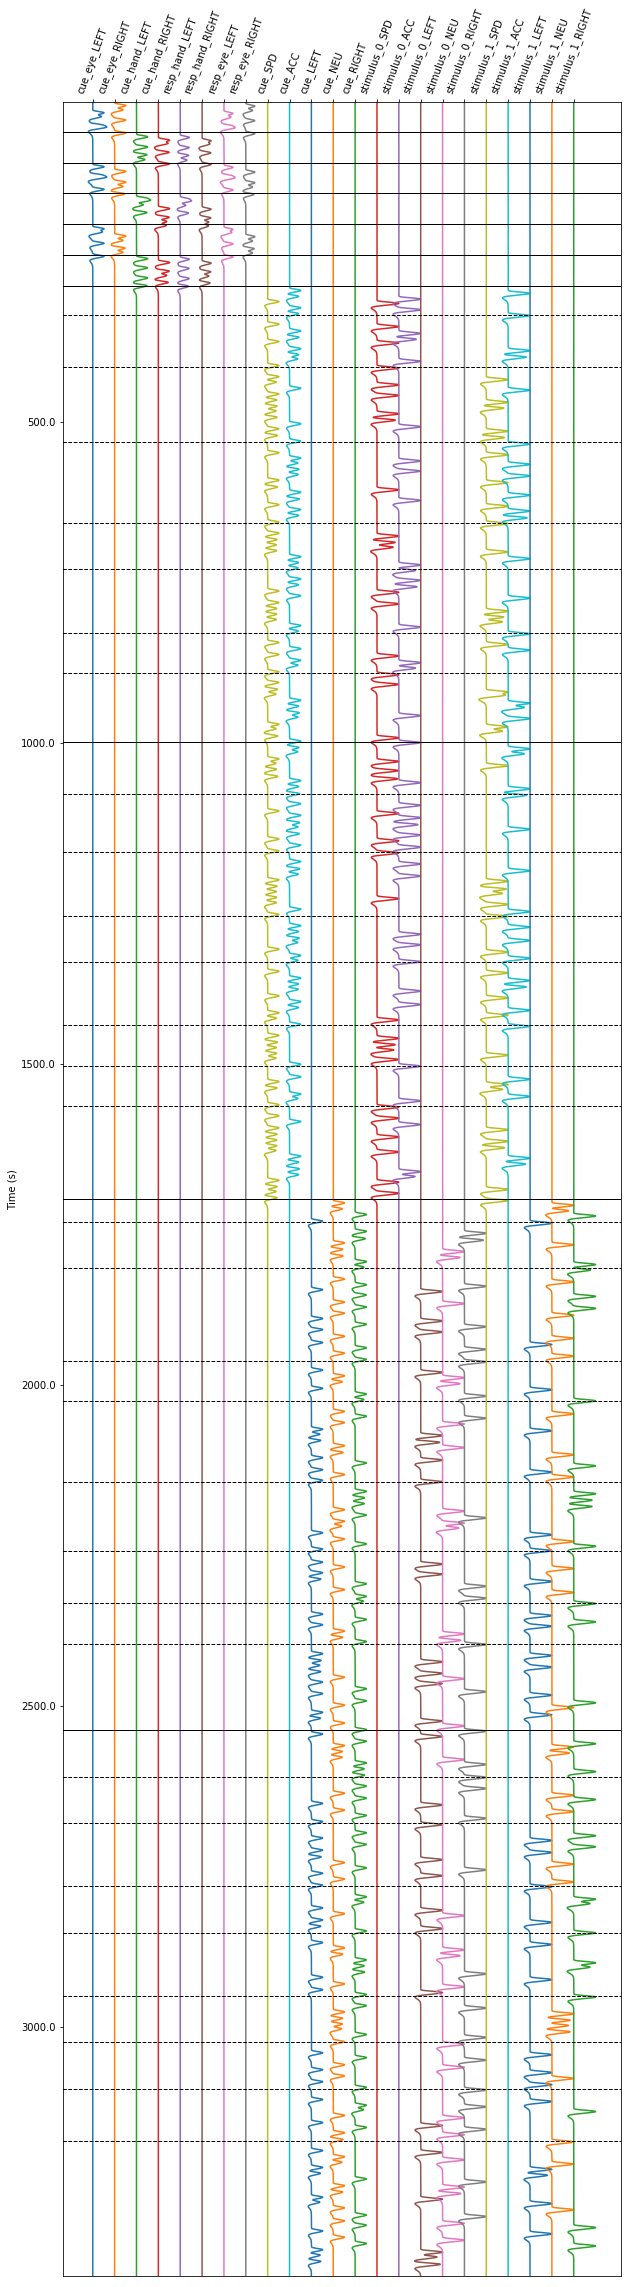 cue_eye_LEFT
cue_eye_RIGHT
cue_hand_LEFT
cue_hand_RIGHT
resp_hand_LEFT
resp_hand_RIGHT
resp_eye_LEFT
resp_eye_RIGHT
cue_SPD
cue_ACC
cue_LEFT
cue_NEU
cue_RIGHT
stimulus_0_SPD
stimulus_0_ACC
stimulus_0_LEFT
stimulus_0_NEU
stimulus_0_RIGHT
stimulus_1_SPD
stimulus_1_ACC
stimulus_1_LEFT
stimulus_1_NEU
stimulus_1_RIGHT
500.0
1000.0
1500.0
Time (s)
2000.0
2500.0
3000.0